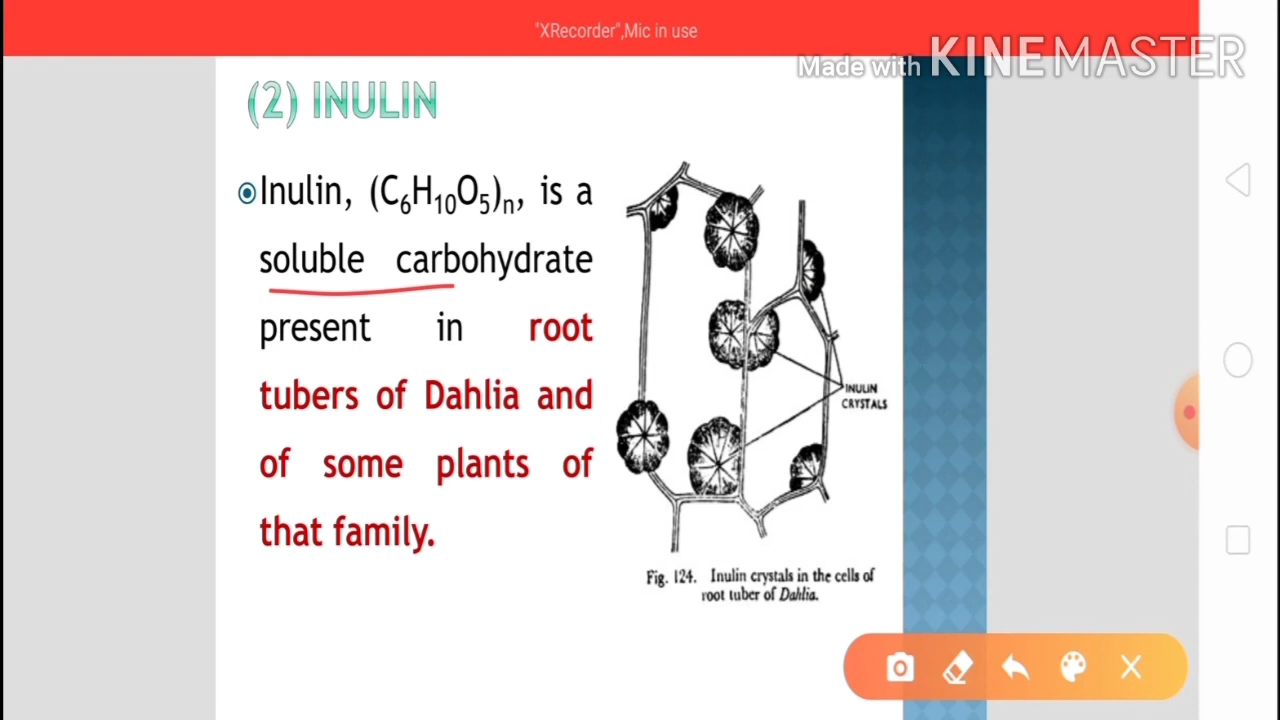 "XRecorder",Mic in use
Made with KINEMASTER
(2) INULIN
Inulin, (C₆H₁₀O₅)ₙ, is a
soluble carbohydrate
present in root
tubers of Dahlia and
of some plants of
that family.
INULIN
CRYSTALS
Fig. 124. Inulin crystals in the cells of
root tuber of Dahlia.